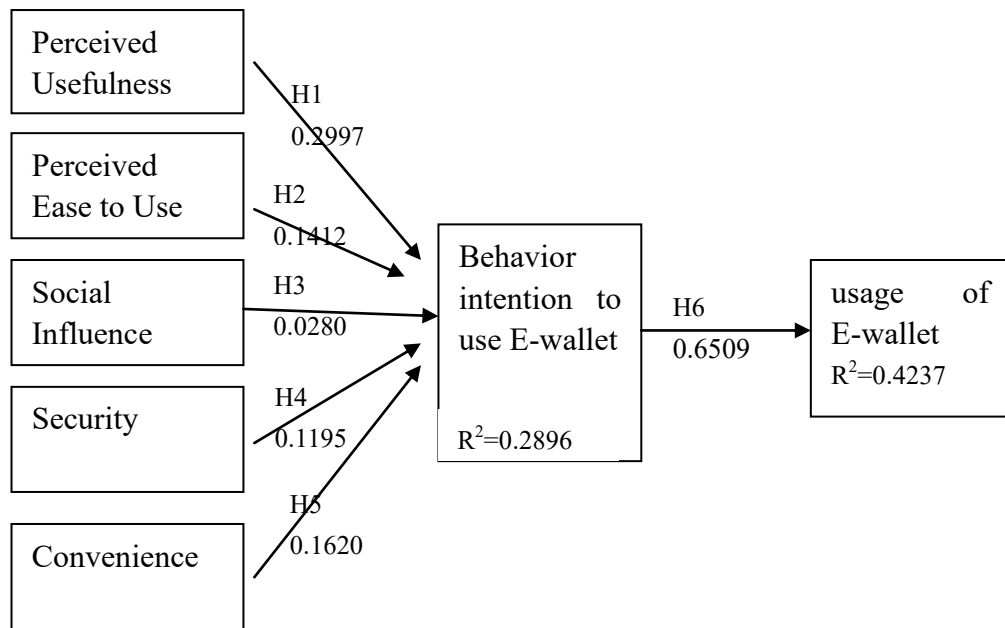 Perceived
Usefulness
H1
0.2997
Perceived
Ease to Use
H2
0.1412
Social
Influence
H3
0.0280
Security
H4
0.1195
Convenience
H5
0.1620
Behavior
intention to
use E-wallet
R²=0.2896
H6
0.6509
usage of
E-wallet
R²=0.4237